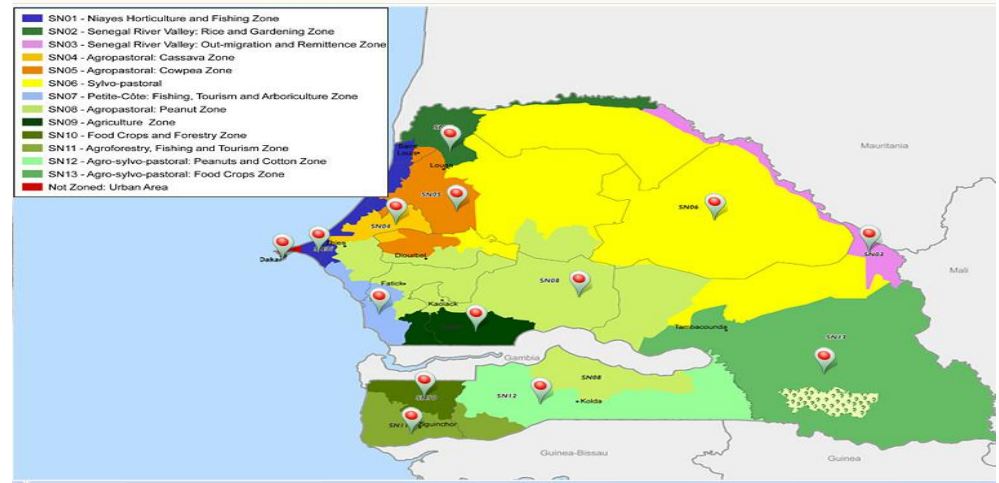 SN01 - Niayes Horticulture and Fishing Zone
SN02 - Senegal River Valley: Rice and Gardening Zone
SN03 - Senegal River Valley: Out-migration and Remittence Zone
SN04 - Agropastoral: Cassava Zone
SN05 - Agropastoral: Cowpea Zone
SN06 - Sylvo-pastoral
SN07 - Petite-Côte: Fishing, Tourism and Arboriculture Zone
SN08 - Agropastoral: Peanut Zone
SN09 - Agriculture Zone
SN10 - Food Crops and Forestry Zone
SN11 - Agroforestry, Fishing and Tourism Zone
SN12 - Agro-sylvo-pastoral: Peanuts and Cotton Zone
SN13 - Agro-sylvo-pastoral: Food Crops Zone
Not Zoned: Urban Area
Mauritania
Louga
SN05
SN06
SN04
SN03
Dakar
Diourbel
Mali
Fatick
SN08
Kaolack
Tambacounda
SN13
Gambia
SN08
SN12
Kolda
SN10
SN11
Guinea-Bissau
Guinea